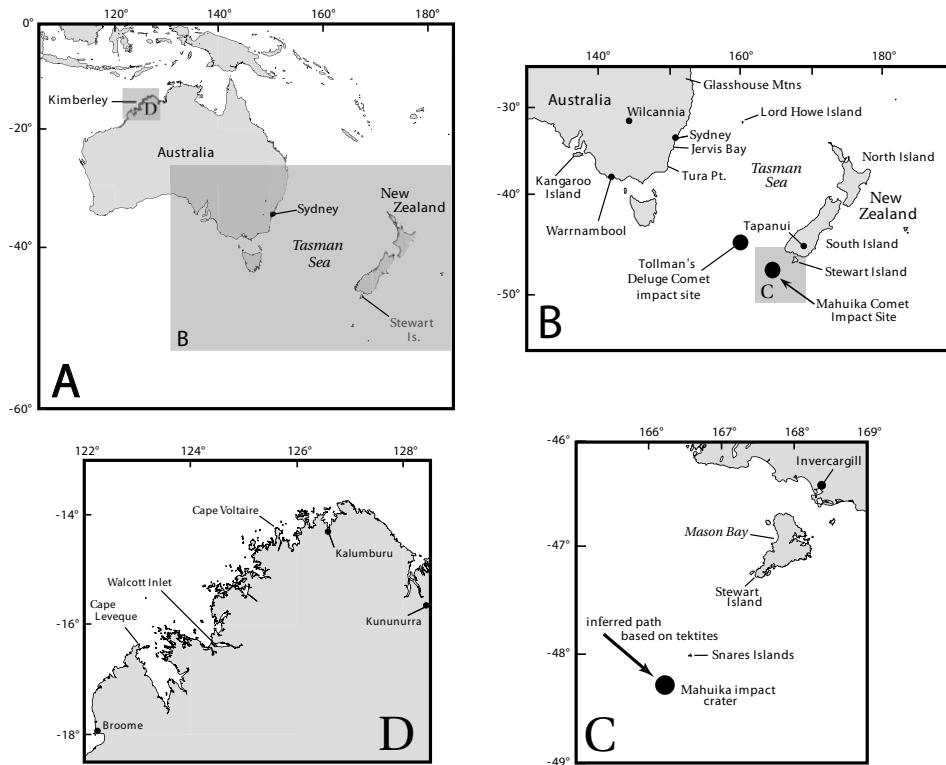 120°
140°
160°
180°
0°
-20°
-40°
-60°
Kimberley
D
Australia
Sydney
New
Zealand
Tasman
Sea
Stewart
Is.
B
A
140°
160°
180°
-30°
-40°
-50°
Glasshouse Mtns
Australia
Wilcannia
Lord Howe Island
Sydney
Jervis Bay
Tasman
Sea
North Island
Kangaroo
Island
Tura Pt.
New
Zealand
Warrnambool
Tapanui
South Island
Tollman's
Deluge Comet
impact site
Stewart Island
C
Mahuika Comet
Impact Site
B
122°
124°
126°
128°
-14°
-16°
-18°
Cape Voltaire
Kalumburu
Walcott Inlet
Cape
Leveque
Kununurra
Broome
D
166°
167°
168°
169°
-46°
-47°
-48°
-49°
Invercargill
Mason Bay
Stewart
Island
inferred path
based on tektites
Snares Islands
Mahuika impact
crater
C